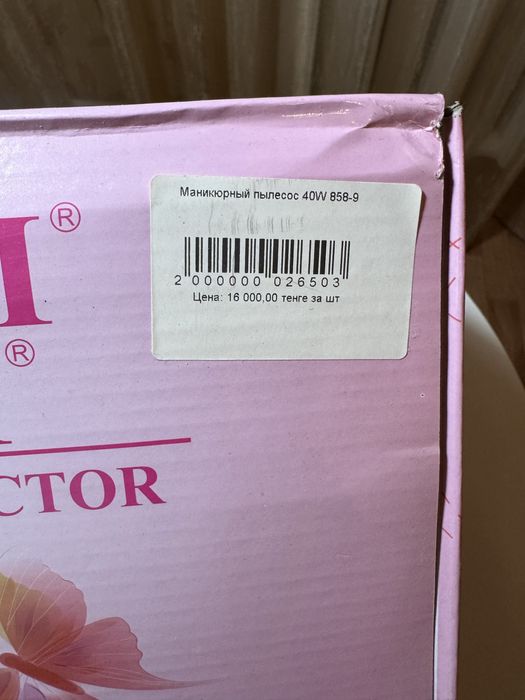 Маникюрный пылесос 40W 858-9
2 000000 026503
Цена: 16 000,00 тенге за шт
®
®
CTOR